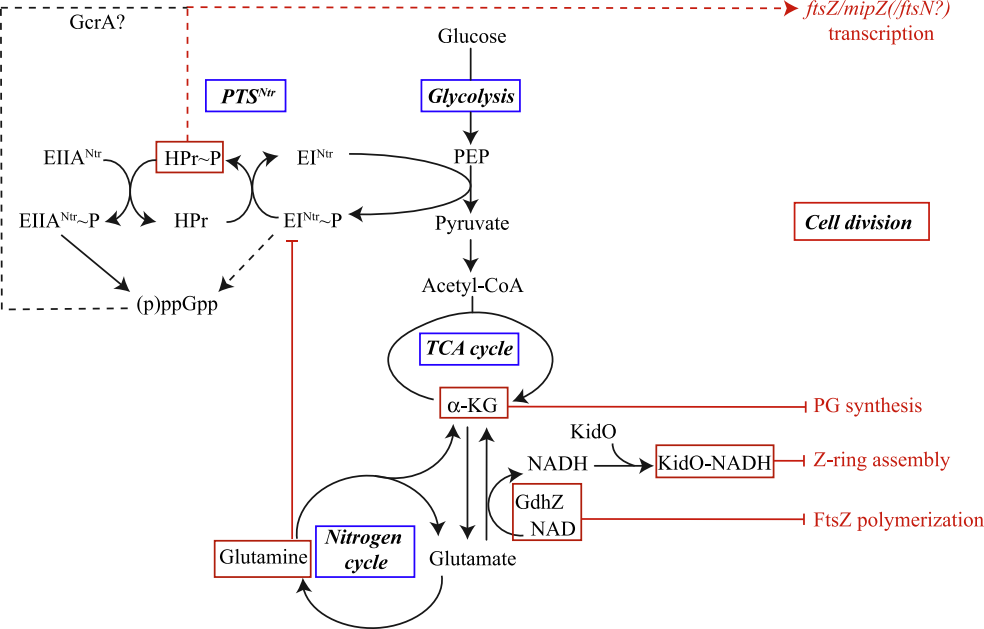 GcrA?
ftsZ/mipZ(/ftsN?)
transcription
Glucose
PTSᴺᵗʳ
Glycolysis
EIIAᴺᵗʳ
HPr~P
EIᴺᵗʳ
PEP
EIIAᴺᵗʳ~P
HPr
EIᴺᵗʳ~P
Pyruvate
Cell division
Acetyl-CoA
(p)ppGpp
TCA cycle
α-KG
PG synthesis
KidO
NADH
KidO-NADH
Z-ring assembly
GdhZ
NAD
FtsZ polymerization
Nitrogen
cycle
Glutamine
Glutamate